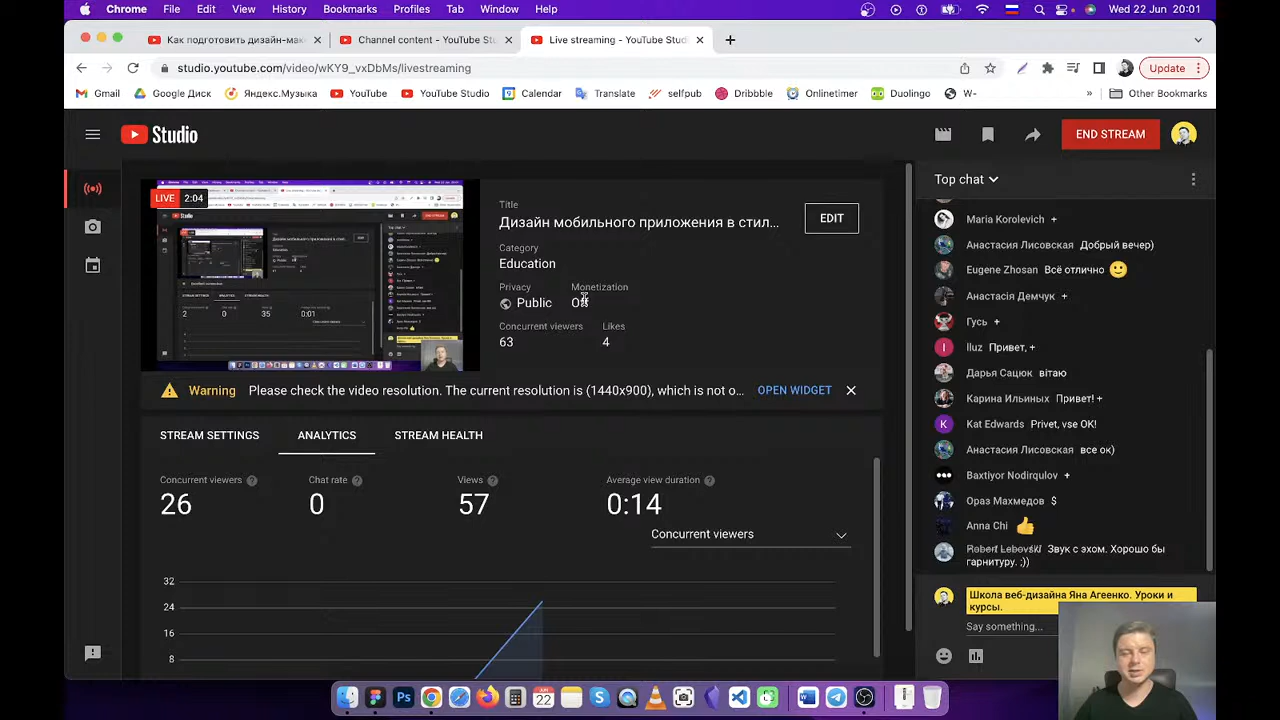 Chrome File Edit View History Bookmarks Profiles Tab Window Help Wed 22 Jun 20:01
Как подготовить дизайн-мак Channel content - YouTube Stu Live streaming - YouTube Studi
studio.youtube.com/video/wKY9_vxDbMs/livestreaming Update
Gmail Google Диск Яндекс.Музыка YouTube YouTube Studio Calendar Translate selfpub Dribbble Onlinetimer Duolingo W- » Other Bookmarks
Studio END STREAM
Top chat
LIVE 2:04
Title
Дизайн мобильного приложения в стил...
EDIT
Category
Education
Privacy Monetization
Public Off
Concurrent viewers Likes
63 4
Warning Please check the video resolution. The current resolution is (1440x900), which is not o... OPEN WIDGET
STREAM SETTINGS ANALYTICS STREAM HEALTH
Concurrent viewers Chat rate Views Average view duration
26 0 57 0:14
Concurrent viewers
32
24
16
8
Maria Korolevich +
Анастасия Лисовская Добрый вечер)
Eugene Zhosan Всё отлично
Анастасія Демчук +
Гусь +
lluz Привет, +
Дарья Сацюк вітаю
Карина Ильиных Привет! +
Kat Edwards Privet, vse OK!
Анастасия Лисовская все ок)
Baxtiyor Nodirqulov +
Ораз Махмедов $
Anna Chi
Robert Lebovski Звук с эхом. Хорошо бы
гарнитуру. ;))
Школа веб-дизайна Яна Агеенко. Уроки и
курсы.
Say something...
JUN
22